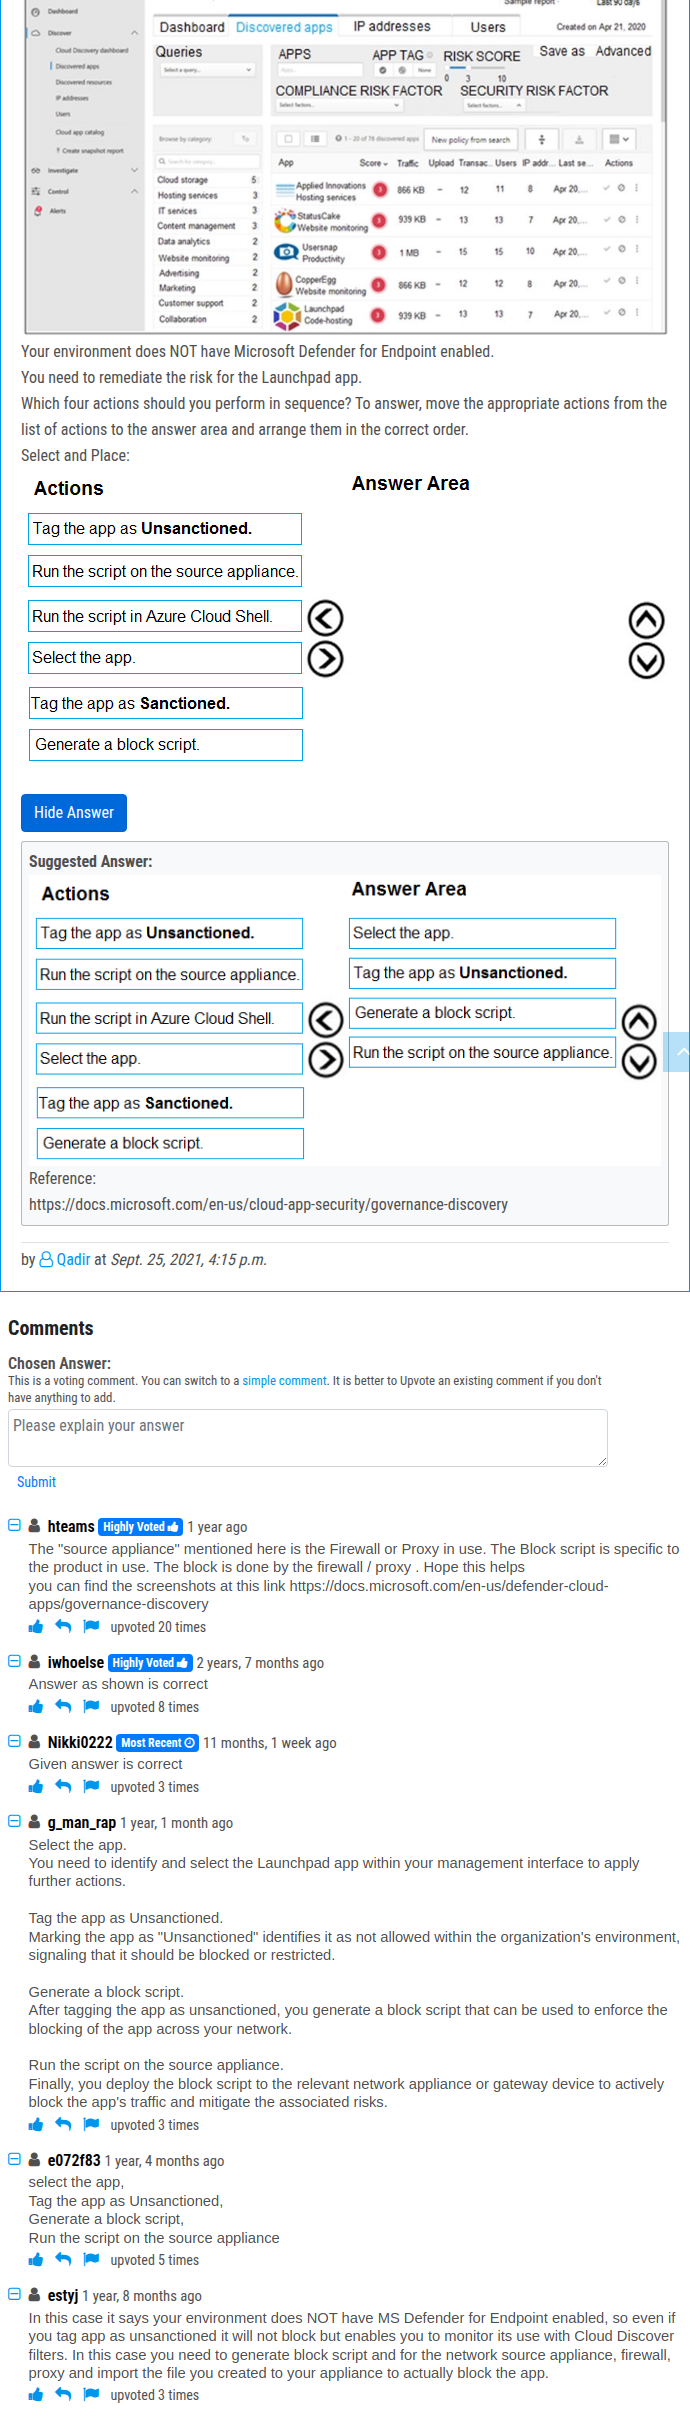 Sample report
Last 90 days
Dashboard
Dashboard
Discovered apps
IP addresses
Users
Created on Apr 21, 2020
Discover
Cloud Discovery dashboard
Discovered apps
Discovered resources
IP addresses
Users
Cloud app catalog
+ Create snapshot report
Investigate
Control
Alerts
Queries
Select a query...
APPS
APP TAG
RISK SCORE
Save as
Advanced
None
0 3 10
COMPLIANCE RISK FACTOR
SECURITY RISK FACTOR
Select factors...
Select factors...
Browse by category:
1 - 20 of 78 discovered apps
New policy from search
Search for category...
App Score Traffic Upload Transac... Users IP addr... Last se... Actions
Cloud storage 5
Hosting services 3
IT services 3
Content management 3
Data analytics 2
Website monitoring 2
Advertising 2
Marketing 2
Customer support 2
Collaboration 2
Applied Innovations
Hosting services
3 866 KB - 12 11 8 Apr 20,...
StatusCake
Website monitoring
3 939 KB - 13 13 7 Apr 20,...
Usersnap
Productivity
3 1 MB - 15 15 10 Apr 20,...
CopperEgg
Website monitoring
3 866 KB - 12 12 8 Apr 20,...
Launchpad
Code-hosting
3 939 KB - 13 13 7 Apr 20,...
Your environment does NOT have Microsoft Defender for Endpoint enabled.
You need to remediate the risk for the Launchpad app.
Which four actions should you perform in sequence? To answer, move the appropriate actions from the
list of actions to the answer area and arrange them in the correct order.
Select and Place:
Actions
Answer Area
Tag the app as Unsanctioned.
Run the script on the source appliance.
Run the script in Azure Cloud Shell.
Select the app.
Tag the app as Sanctioned.
Generate a block script.
Hide Answer
Suggested Answer:
Actions
Answer Area
Tag the app as Unsanctioned.
Select the app.
Run the script on the source appliance.
Tag the app as Unsanctioned.
Run the script in Azure Cloud Shell.
Generate a block script.
Select the app.
Run the script on the source appliance.
Tag the app as Sanctioned.
Generate a block script.
Reference:
https://docs.microsoft.com/en-us/cloud-app-security/governance-discovery
by Qadir at Sept. 25, 2021, 4:15 p.m.
Comments
Chosen Answer:
This is a voting comment. You can switch to a simple comment. It is better to Upvote an existing comment if you don't
have anything to add.
Please explain your answer
Submit
hteams Highly Voted 1 year ago
The "source appliance" mentioned here is the Firewall or Proxy in use. The Block script is specific to
the product in use. The block is done by the firewall / proxy . Hope this helps
you can find the screenshots at this link https://docs.microsoft.com/en-us/defender-cloud-
apps/governance-discovery
upvoted 20 times
iwhoelse Highly Voted 2 years, 7 months ago
Answer as shown is correct
upvoted 8 times
Nikki0222 Most Recent 11 months, 1 week ago
Given answer is correct
upvoted 3 times
g_man_rap 1 year, 1 month ago
Select the app.
You need to identify and select the Launchpad app within your management interface to apply
further actions.
Tag the app as Unsanctioned.
Marking the app as "Unsanctioned" identifies it as not allowed within the organization's environment,
signaling that it should be blocked or restricted.
Generate a block script.
After tagging the app as unsanctioned, you generate a block script that can be used to enforce the
blocking of the app across your network.
Run the script on the source appliance.
Finally, you deploy the block script to the relevant network appliance or gateway device to actively
block the app's traffic and mitigate the associated risks.
upvoted 3 times
e072f83 1 year, 4 months ago
select the app,
Tag the app as Unsanctioned,
Generate a block script,
Run the script on the source appliance
upvoted 5 times
estyj 1 year, 8 months ago
In this case it says your environment does NOT have MS Defender for Endpoint enabled, so even if
you tag app as unsanctioned it will not block but enables you to monitor its use with Cloud Discover
filters. In this case you need to generate block script and for the network source appliance, firewall,
proxy and import the file you created to your appliance to actually block the app.
upvoted 3 times